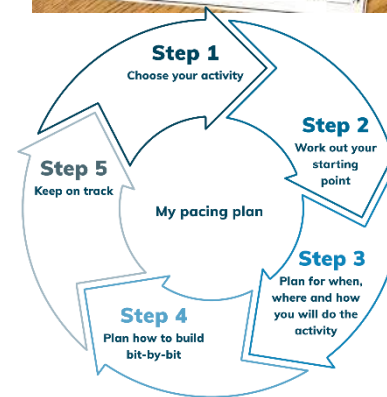 Step 1
Choose your activity
Step 2
Work out your
starting
point
Step 3
Plan for when,
where and how
you will do the
activity
Step 4
Plan how to build
bit-by-bit
Step 5
Keep on track
My pacing plan